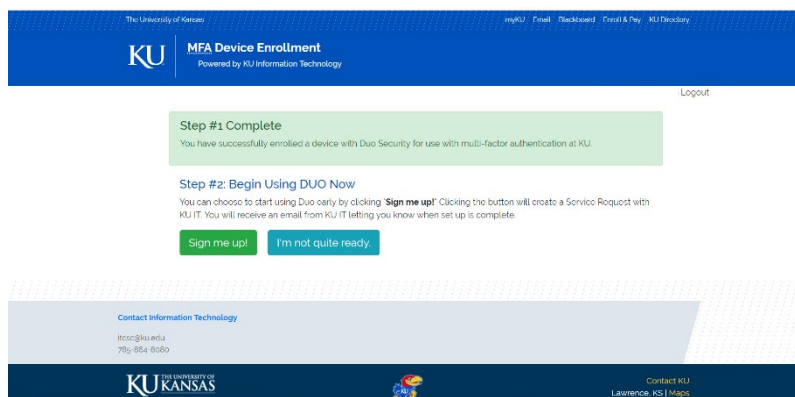 The University of Kansas
myKU Email Blackboard Enroll & Pay KU Directory
KU
MFA Device Enrollment
Powered by KU Information Technology
Logout
Step #1 Complete
You have successfully enrolled a device with Duo Security for use with multi-factor authentication at KU.
Step #2: Begin Using DUO Now
You can choose to start using Duo early by clicking "Sign me up!" Clicking the button will create a Service Request with
KU IT. You will receive an email from KU IT letting you know when set up is complete.
Sign me up! I'm not quite ready.
Contact Information Technology
itcsc@ku.edu
785-864-8080
KU THE UNIVERSITY OF
KANSAS
KU
Contact KU
Lawrence, KS | Maps